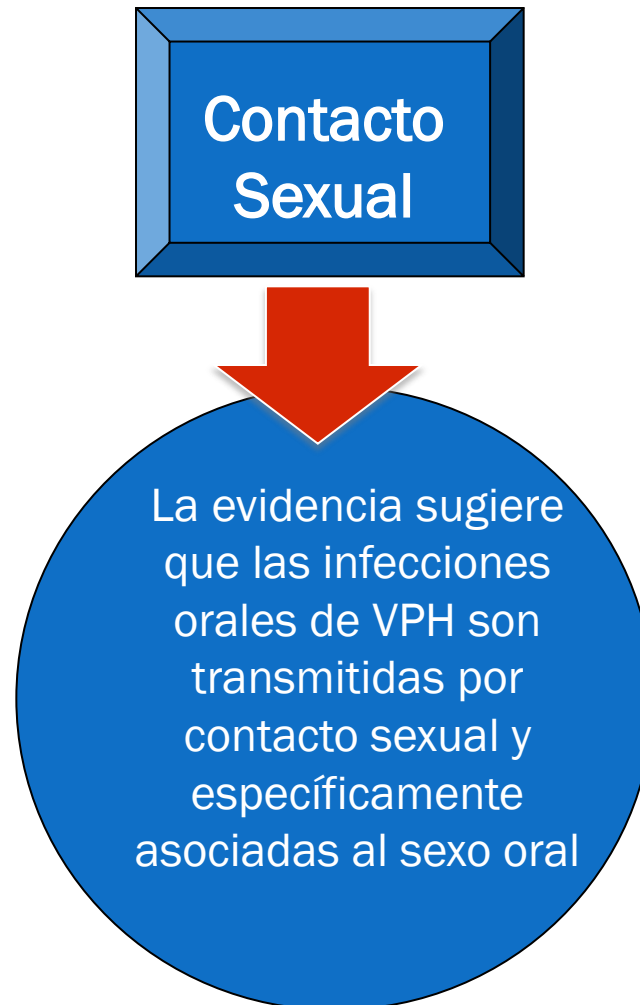 Contacto
Sexual
La evidencia sugiere
que las infecciones
orales de VPH son
transmitidas por
contacto sexual y
específicamente
asociadas al sexo oral